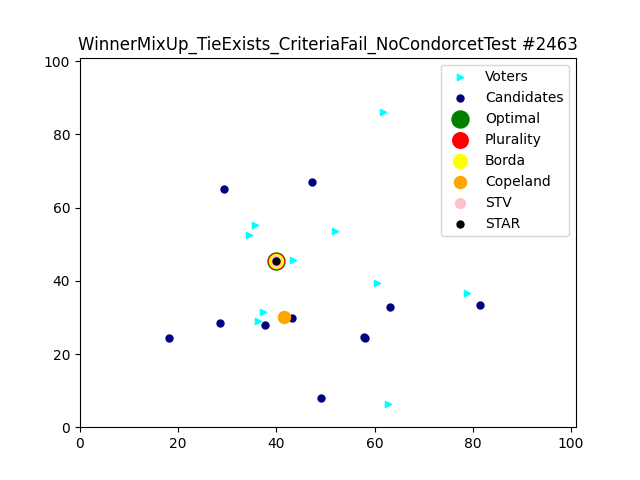 WinnerMixUp_TieExists_CriteriaFail_NoCondorcetTest #2463
100
80
60
40
20
0
0
20
40
60
80
100
Voters
Candidates
Optimal
Plurality
Borda
Copeland
STV
STAR